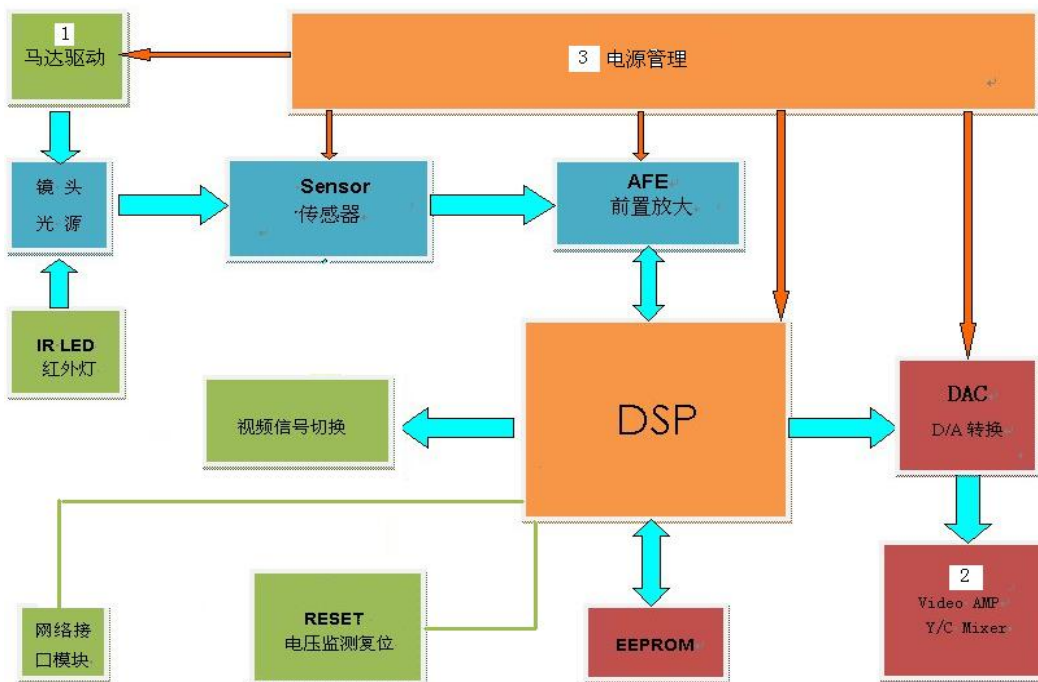 1
马达驱动
3 电源管理
镜 头
光 源
Sensor
传感器
AFE
前置放大
IR LED
红外灯
视频信号切换
DSP
DAC
D/A 转换
网络接
口模块
RESET
电压监测复位
EEPROM
2
Video AMP
Y/C Mixer